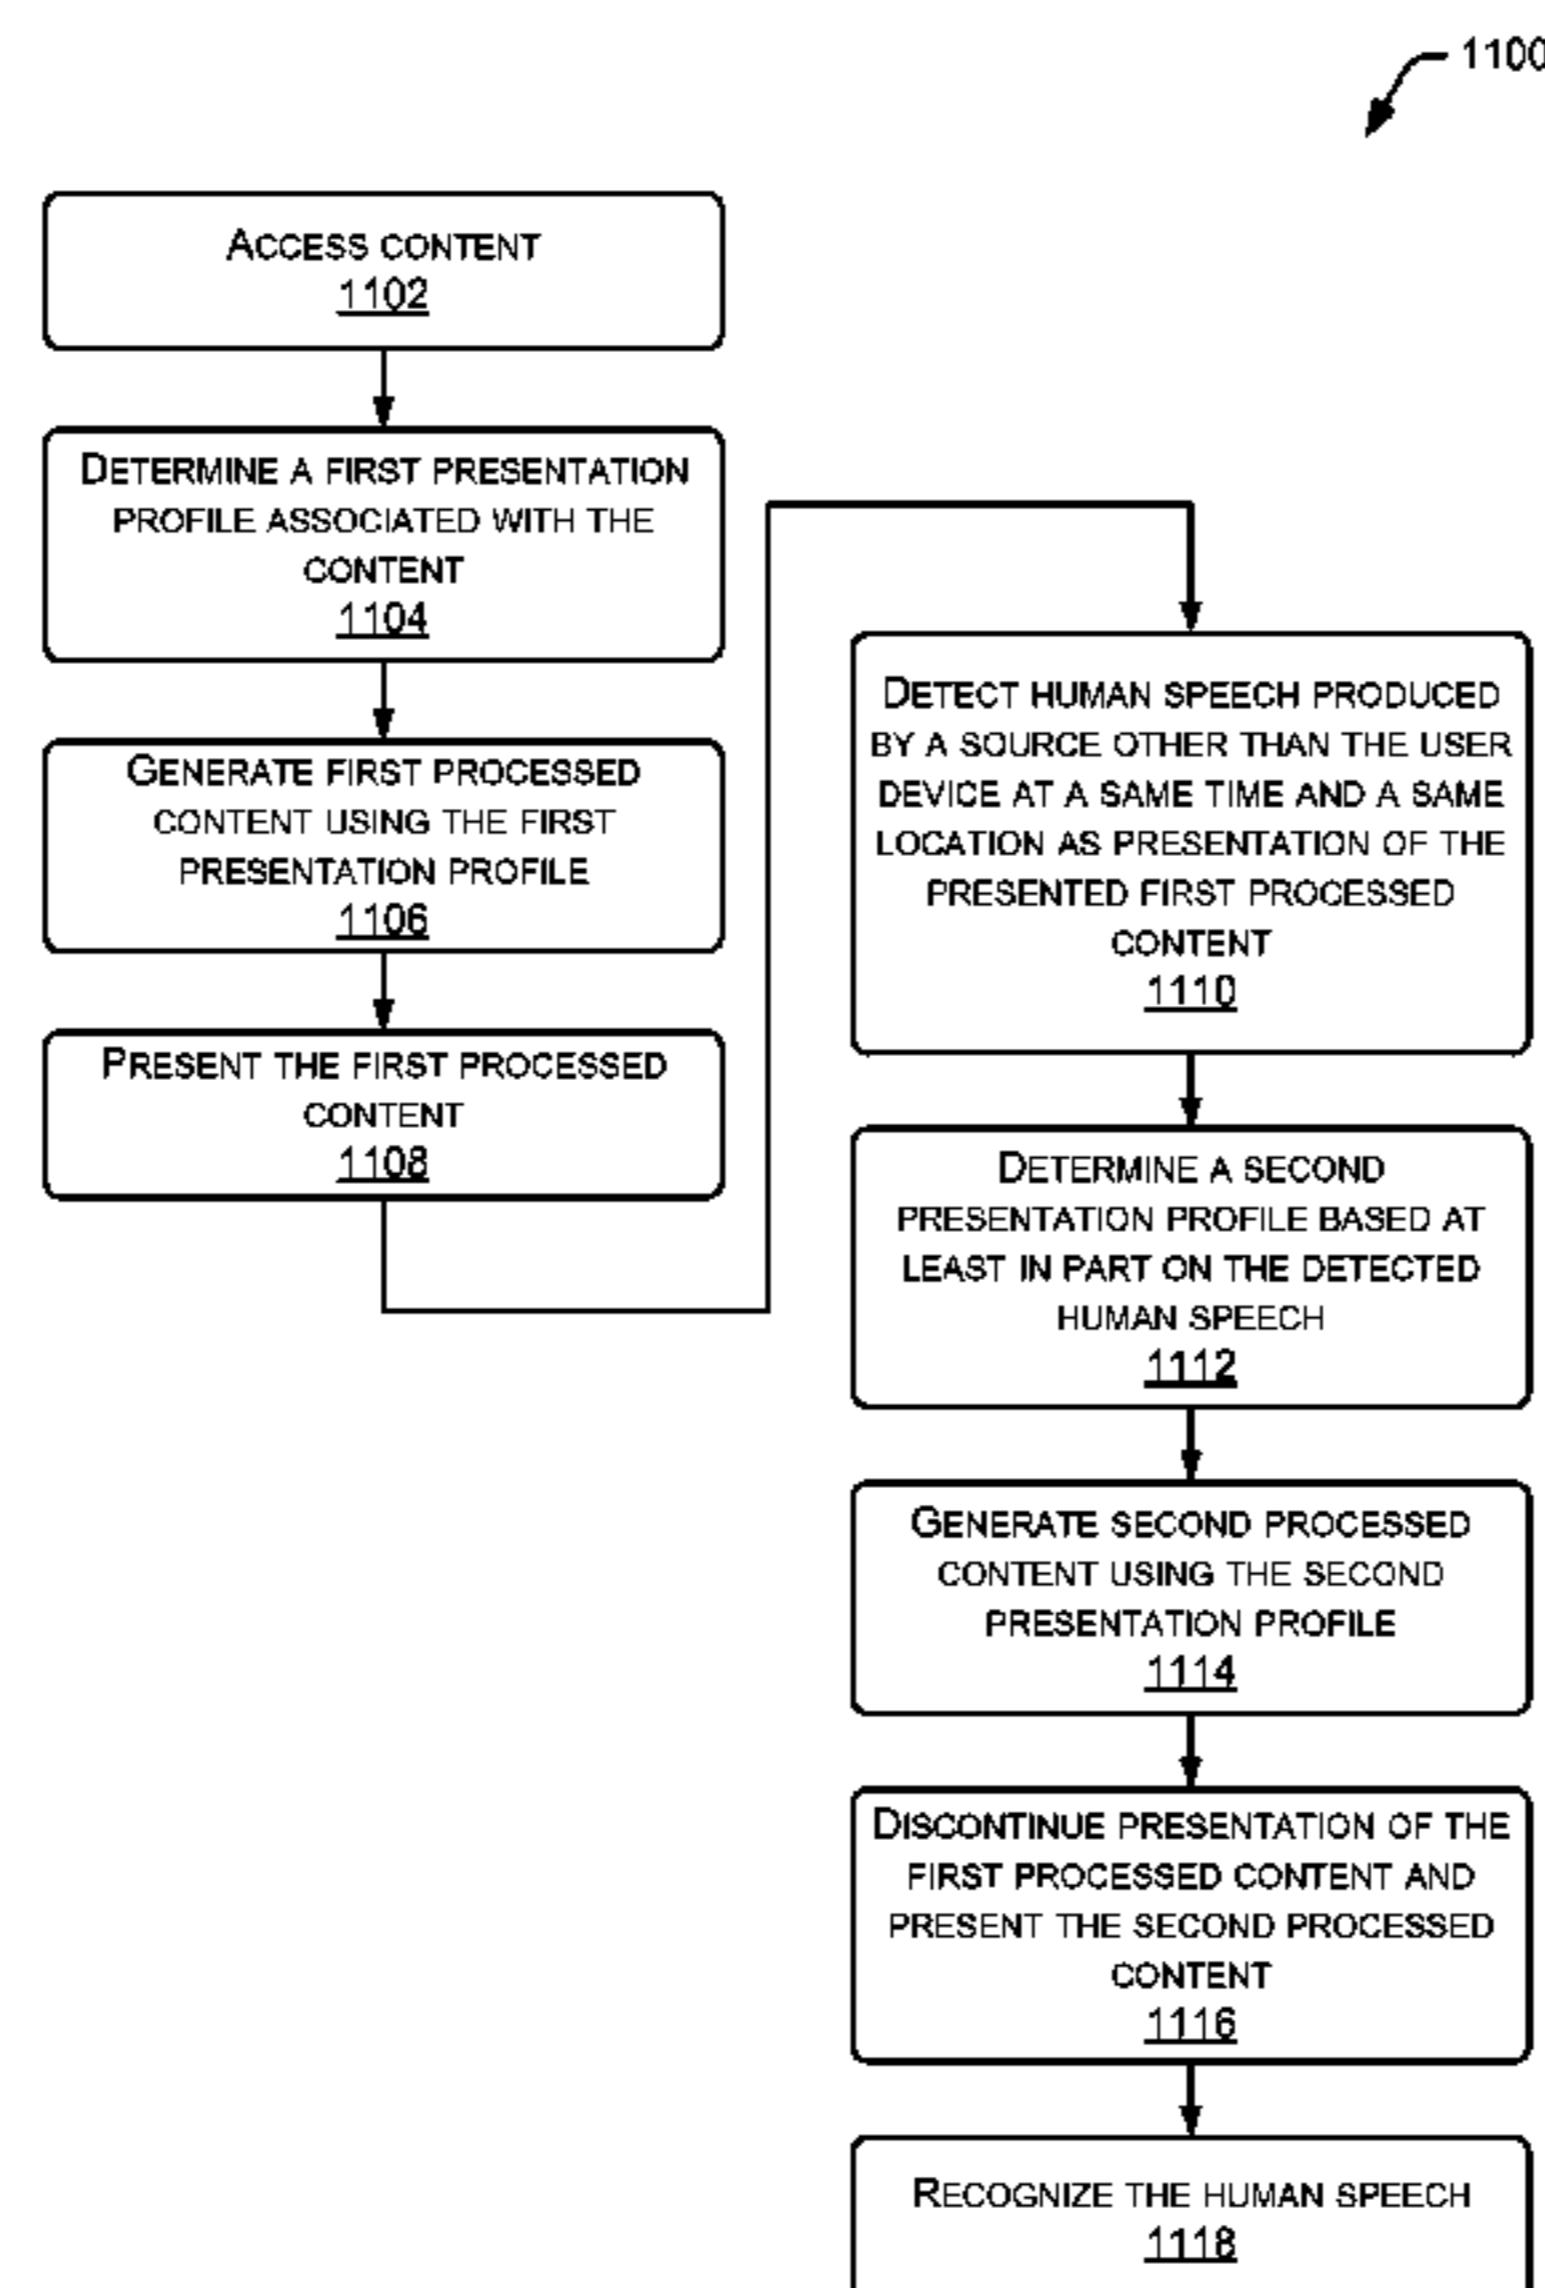 1100
ACCESS CONTENT
1102
DETERMINE A FIRST PRESENTATION
PROFILE ASSOCIATED WITH THE
CONTENT
1104
GENERATE FIRST PROCESSED
CONTENT USING THE FIRST
PRESENTATION PROFILE
1106
PRESENT THE FIRST PROCESSED
CONTENT
1108
DETECT HUMAN SPEECH PRODUCED
BY A SOURCE OTHER THAN THE USER
DEVICE AT A SAME TIME AND A SAME
LOCATION AS PRESENTATION OF THE
PRESENTED FIRST PROCESSED
CONTENT
1110
DETERMINE A SECOND
PRESENTATION PROFILE BASED AT
LEAST IN PART ON THE DETECTED
HUMAN SPEECH
1112
GENERATE SECOND PROCESSED
CONTENT USING THE SECOND
PRESENTATION PROFILE
1114
DISCONTINUE PRESENTATION OF THE
FIRST PROCESSED CONTENT AND
PRESENT THE SECOND PROCESSED
CONTENT
1116
RECOGNIZE THE HUMAN SPEECH
1118